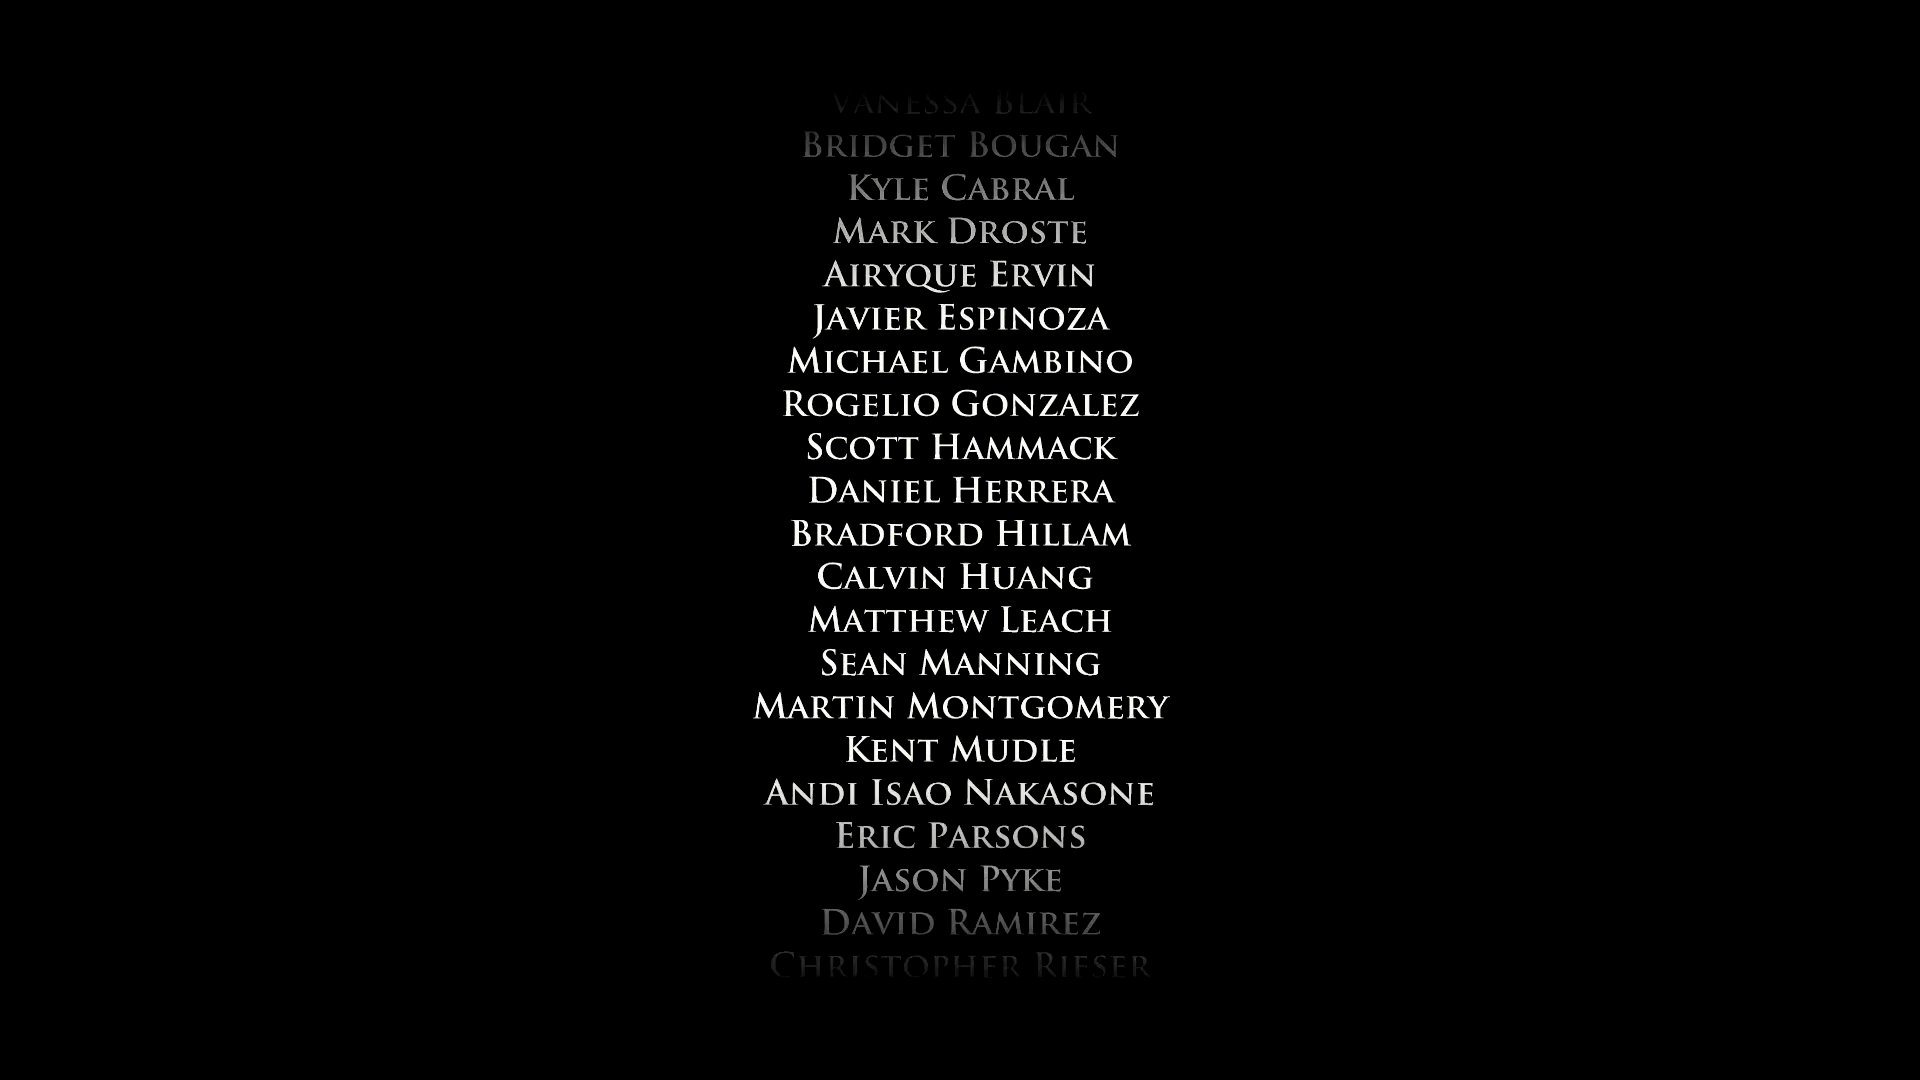 Vanessa Blair
Bridget Bougan
Kyle Cabral
Mark Droste
Airyque Ervin
Javier Espinoza
Michael Gambino
Rogelio Gonzalez
Scott Hammack
Daniel Herrera
Bradford Hillam
Calvin Huang
Matthew Leach
Sean Manning
Martin Montgomery
Kent Mudle
Andi Isao Nakasone
Eric Parsons
Jason Pyke
David Ramirez
Christopher Rieser